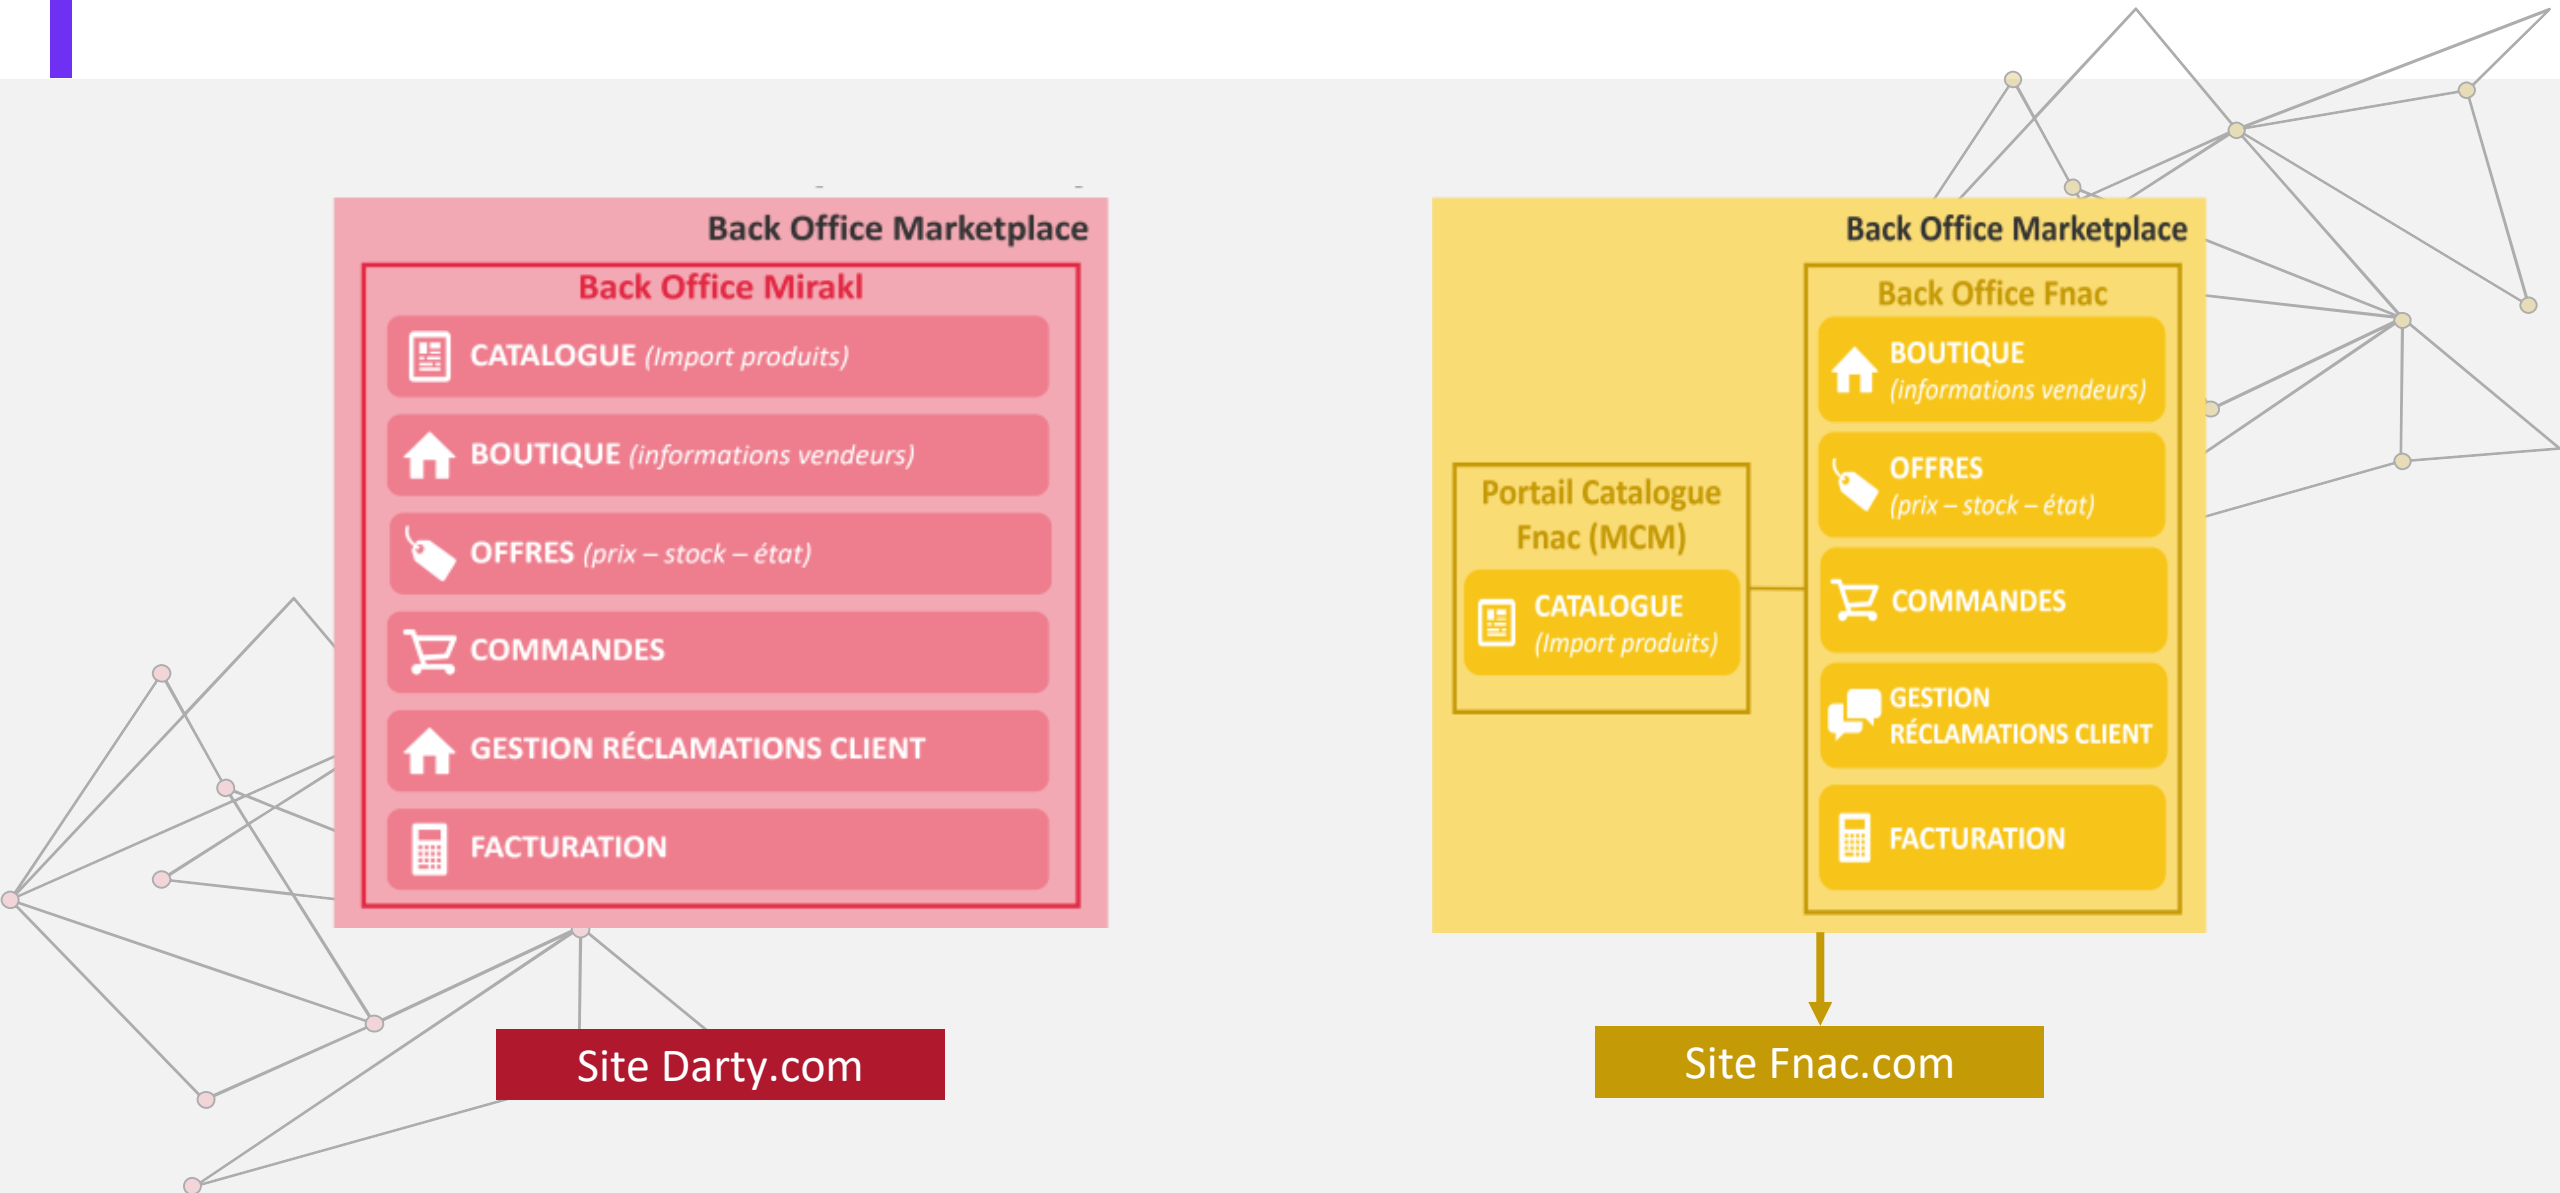 Back Office Marketplace
Back Office Mirakl
CATALOGUE (Import produits)
BOUTIQUE (informations vendeurs)
OFFRES (prix – stock – état)
COMMANDES
GESTION RÉCLAMATIONS CLIENT
FACTURATION
Site Darty.com
Back Office Marketplace
Portail Catalogue
Fnac (MCM)
CATALOGUE
(Import produits)
Back Office Fnac
BOUTIQUE
(informations vendeurs)
OFFRES
(prix – stock – état)
COMMANDES
GESTION
RÉCLAMATIONS CLIENT
FACTURATION
Site Fnac.com